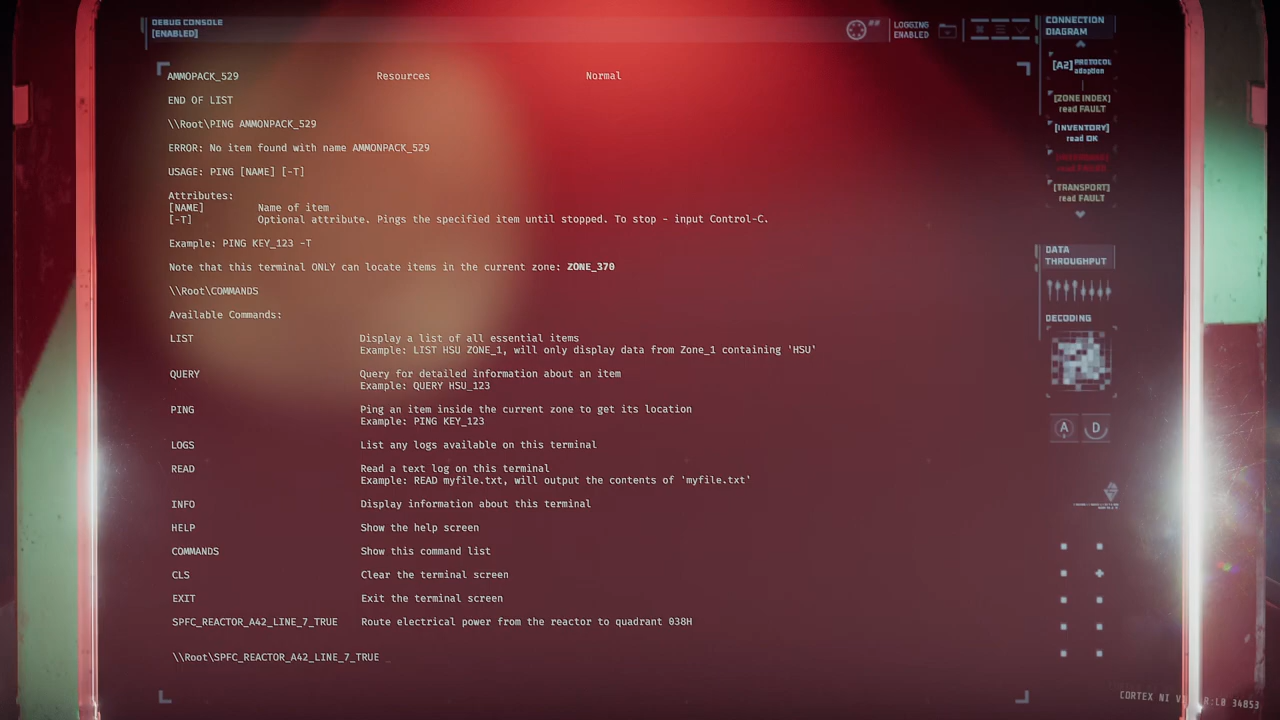 DEBUG CONSOLE
[ENABLED]
LOGGING
ENABLED
AMMOPACK_529 Resources Normal
END OF LIST
\\Root\PING AMMONPACK_529
ERROR: No item found with name AMMONPACK_529
USAGE: PING [NAME] [-T]
Attributes:
[NAME] Name of item
[-T] Optional attribute. Pings the specified item until stopped. To stop - input Control-C.
Example: PING KEY_123 -T
Note that this terminal ONLY can locate items in the current zone: ZONE_370
\\Root\COMMANDS
Available Commands:
LIST Display a list of all essential items
Example: LIST HSU ZONE_1, will only display data from Zone_1 containing 'HSU'
QUERY Query for detailed information about an item
Example: QUERY HSU_123
PING Ping an item inside the current zone to get its location
Example: PING KEY_123
LOGS List any logs available on this terminal
READ Read a text log on this terminal
Example: READ myfile.txt, will output the contents of 'myfile.txt'
INFO Display information about this terminal
HELP Show the help screen
COMMANDS Show this command list
CLS Clear the terminal screen
EXIT Exit the terminal screen
SPFC_REACTOR_A42_LINE_7_TRUE Route electrical power from the reactor to quadrant 038H
\\Root\SPFC_REACTOR_A42_LINE_7_TRUE _
CONNECTION
DIAGRAM
[A2] PROTOCOL
adaption
[ZONE INDEX]
read FAULT
[INVENTORY]
read OK
[TRANSPORT]
read FAULT
DATA
THROUGHPUT
DECODING
A D
CORTEX NI
34853